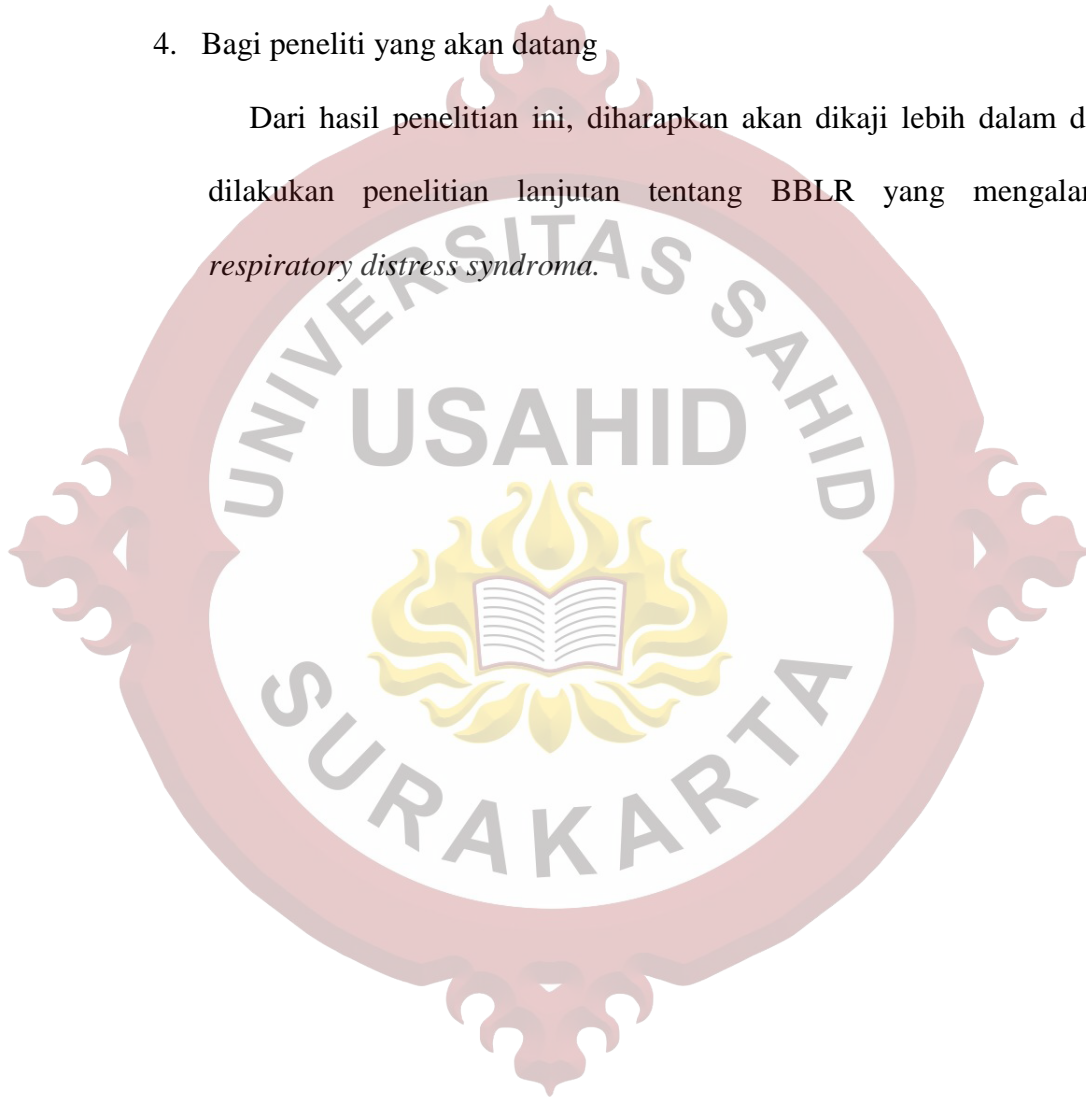 4. Bagi peneliti yang akan datang
Dari hasil penelitian ini, diharapkan akan dikaji lebih dalam d
dilakukan penelitian lanjutan tentang BBLR yang mengala
respiratory distress syndroma.
UNIVERSITAS SAHID
USAHID
SURAKARTA